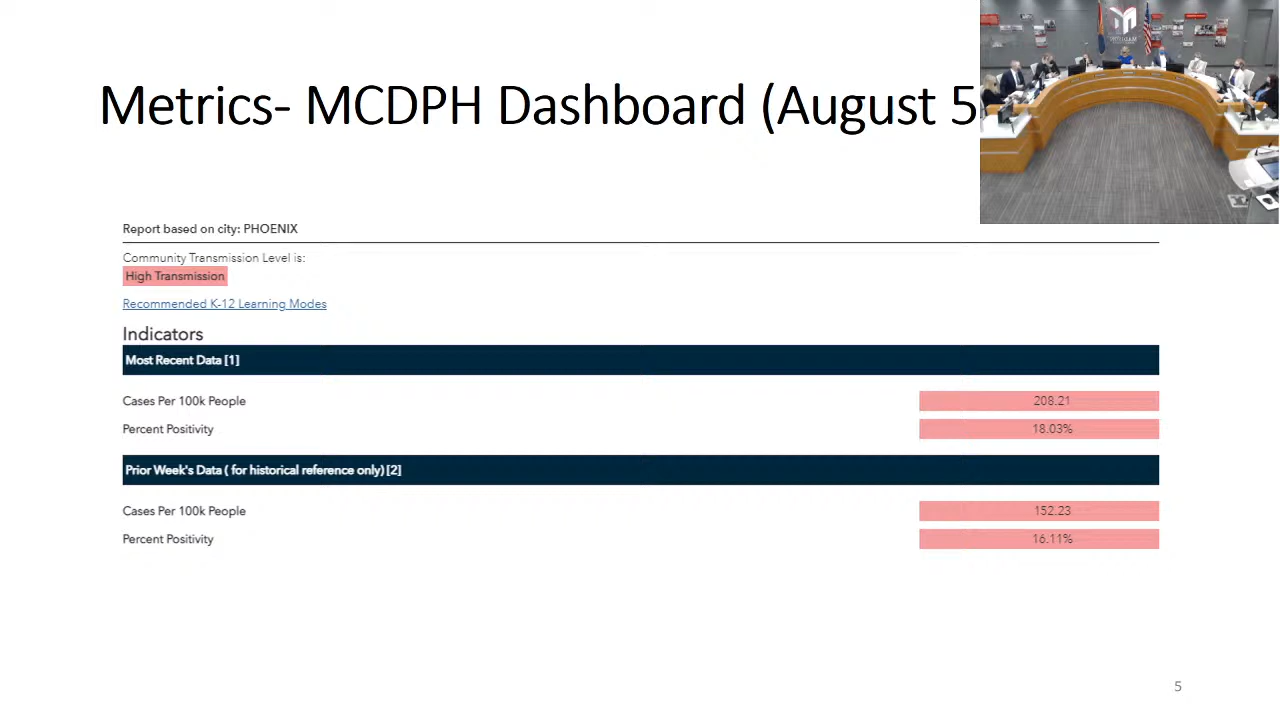 Metrics- MCDPH Dashboard (August 5
Report based on city: PHOENIX
Community Transmission Level is:
High Transmission
Recommended K-12 Learning Modes
Indicators
Most Recent Data [1]
Cases Per 100k People 208.21
Percent Positivity 18.03%
Prior Week's Data ( for historical reference only) [2]
Cases Per 100k People 152.23
Percent Positivity 16.11%
5